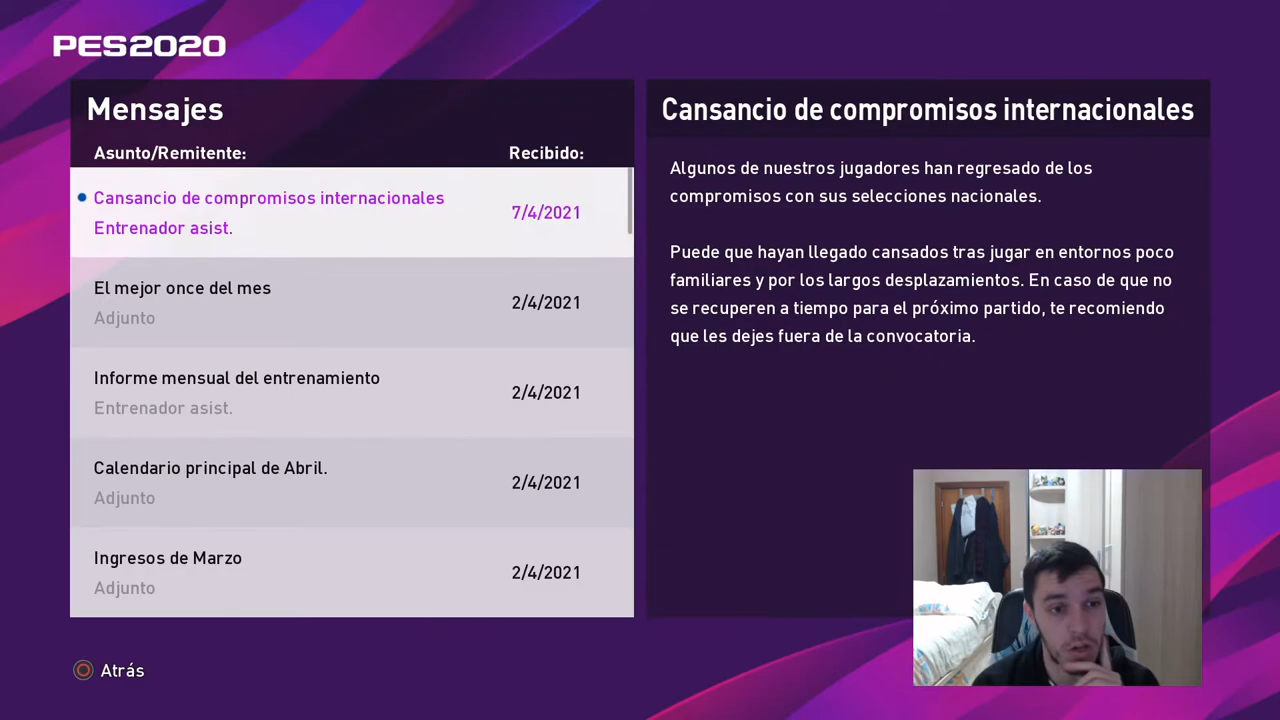 PES2020
Mensajes
Asunto/Remitente: Recibido:
Cansancio de compromisos internacionales
Entrenador asist.
7/4/2021
El mejor once del mes
Adjunto
2/4/2021
Informe mensual del entrenamiento
Entrenador asist.
2/4/2021
Calendario principal de Abril.
Adjunto
2/4/2021
Ingresos de Marzo
Adjunto
2/4/2021
Cansancio de compromisos internacionales
Algunos de nuestros jugadores han regresado de los
compromisos con sus selecciones nacionales.
Puede que hayan llegado cansados tras jugar en entornos poco
familiares y por los largos desplazamientos. En caso de que no
se recuperen a tiempo para el próximo partido, te recomiendo
que les dejes fuera de la convocatoria.
Atrás